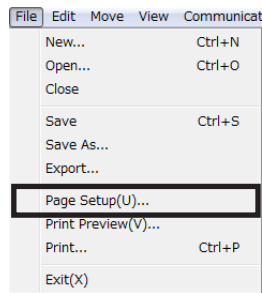 File Edit Move View Communicat
New... Ctrl+N
Open... Ctrl+O
Close
Save Ctrl+S
Save As...
Export...
Page Setup(U)...
Print Preview(V)...
Print... Ctrl+P
Exit(X)